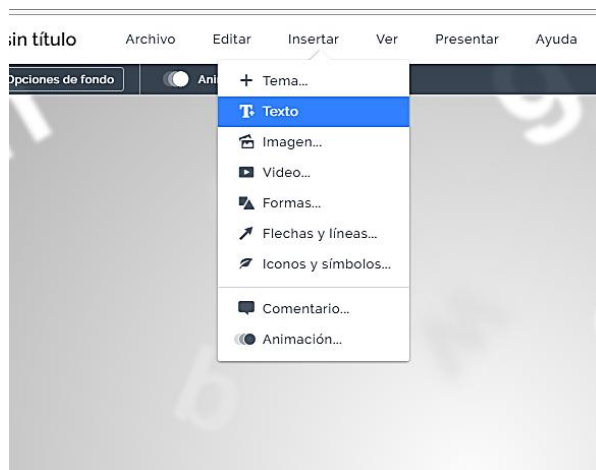 sin título Archivo Editar Insertar Ver Presentar Ayuda
Opciones de fondo Ani
Tema...
Texto
Imagen...
Video...
Formas...
Flechas y líneas...
Iconos y símbolos...
Comentario...
Animación...
g
b